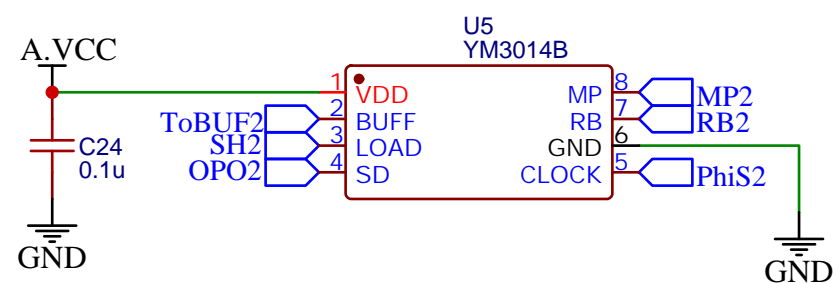 U5
YM3014B
A.VCC
1
VDD
8
MP
MP2
ToBUF2
2
BUFF
7
RB
RB2
SH2
3
LOAD
6
GND
OPO2
4
SD
5
CLOCK
PhiS2
C24
0.1u
GND
GND